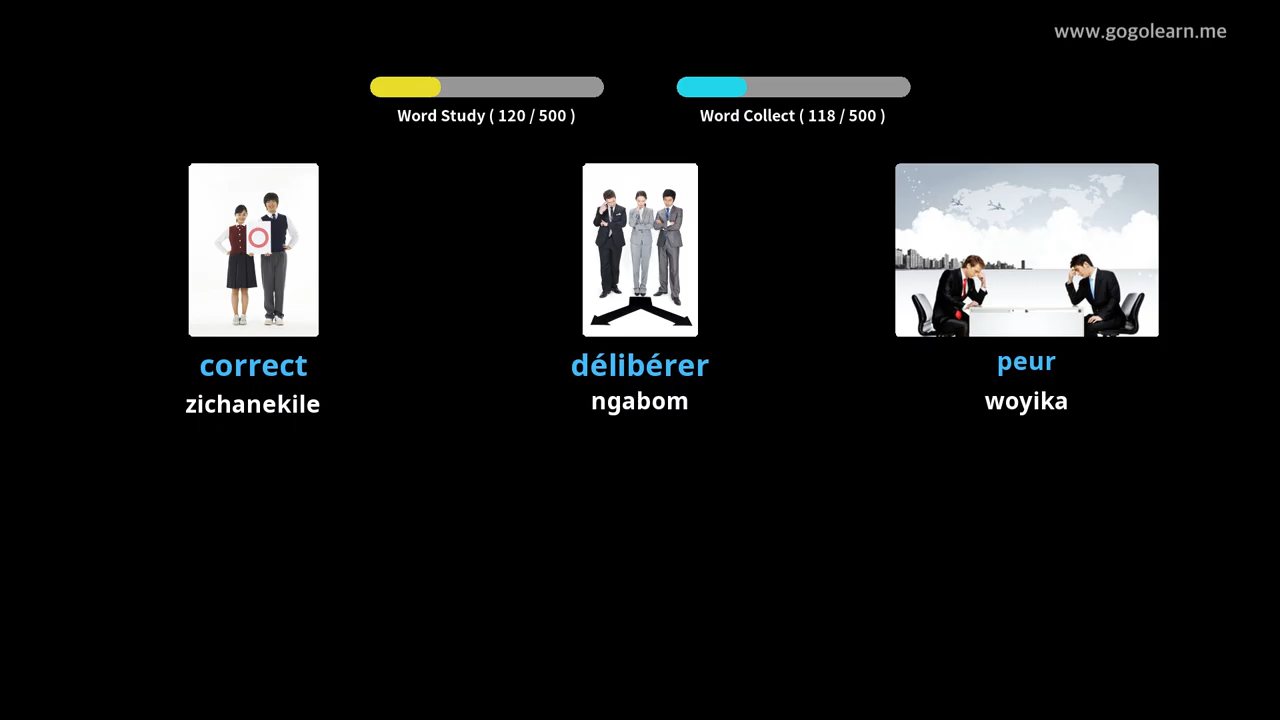 www.gogolearn.me
Word Study ( 120 / 500 )
Word Collect ( 118 / 500 )
correct
zichanekile
délibérer
ngabom
peur
woyika